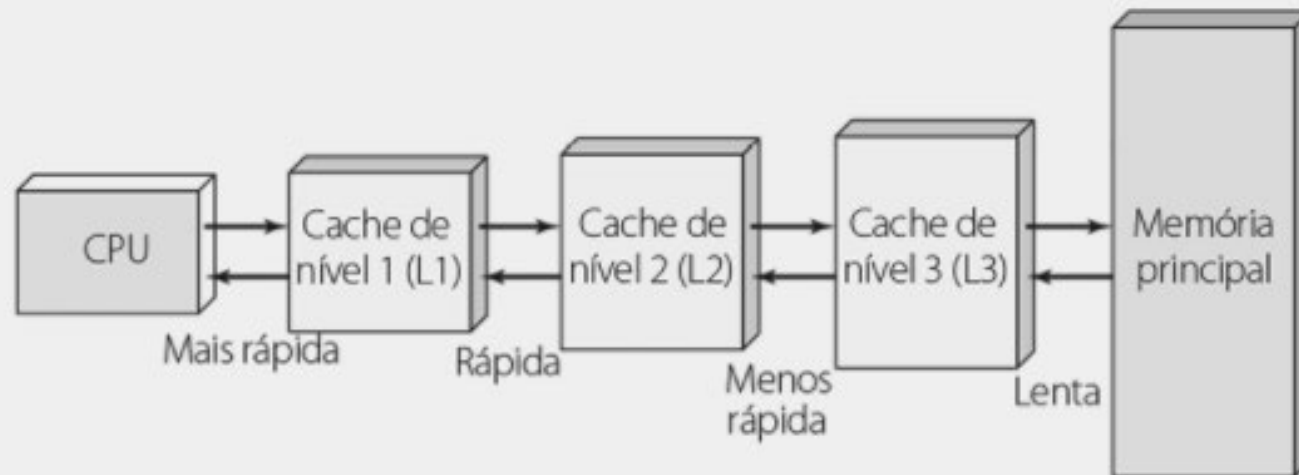 CPU
Cache de
nível 1 (L1)
Cache de
nível 2 (L2)
Cache de
nível 3 (L3)
Memória
principal
Mais rápida
Rápida
Menos
rápida
Lenta